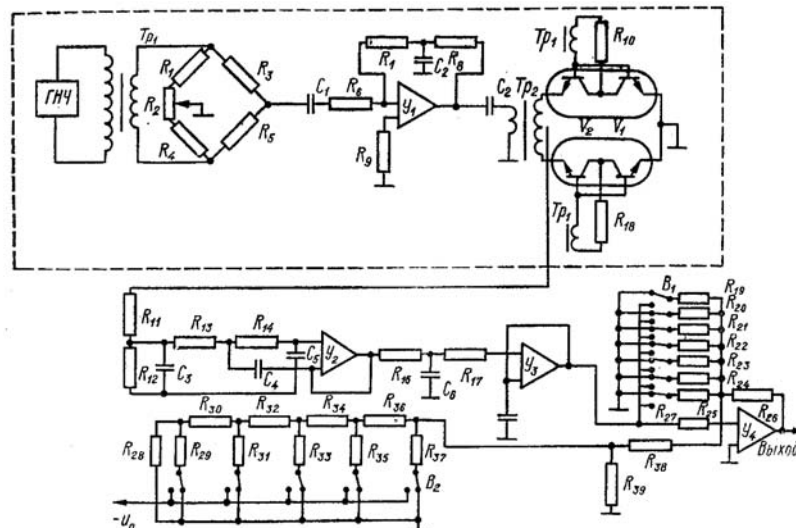 Тр₁
Тр₁
R₁₀
ГНЧ
R₁
R₃
R₂
R₄
R₅
C₁
R₆
R₁
R₈
C₂
У₁
R₉
C₂
Тр₂
V₂
V₁
Тр₁
R₁₈
R₁₁
R₁₂
R₁₃
R₁₄
C₃
C₄
C₅
У₂
R₁₆
C₆
R₁₇
У₃
B₁
R₁₉
R₂₀
R₂₁
R₂₂
R₂₃
R₂₄
R₂₇
R₂₅
R₂₆
У₄
Выход
R₂₈
R₂₉
R₃₀
R₃₁
R₃₂
R₃₃
R₃₄
R₃₅
R₃₆
R₃₇
B₂
R₃₈
R₃₉